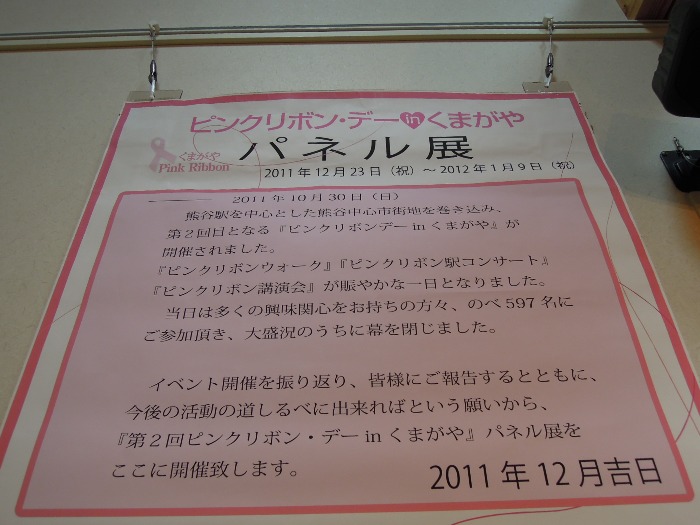 ピンクリボン・デー in くまがや
くまがや
Pink Ribbon
パネル展
2011年12月23日(祝)~2012年1月9日(祝)
2011年10月30日(日)
熊谷駅を中心とした熊谷中心市街地を巻き込み、
第2回目となる『ピンクリボンデー in くまがや』が
開催されました。
『ピンクリボンウォーク』『ピンクリボン駅コンサート』
『ピンクリボン講演会』が賑やかな一日となりました。
当日は多くの興味関心をお持ちの方々、のべ597名に
ご参加頂き、大盛況のうちに幕を閉じました。
イベント開催を振り返り、皆様にご報告するとともに、
今後の活動の道しるべに出来ればという願いから、
『第2回ピンクリボン・デー in くまがや』パネル展を
ここに開催致します。
2011年12月吉日